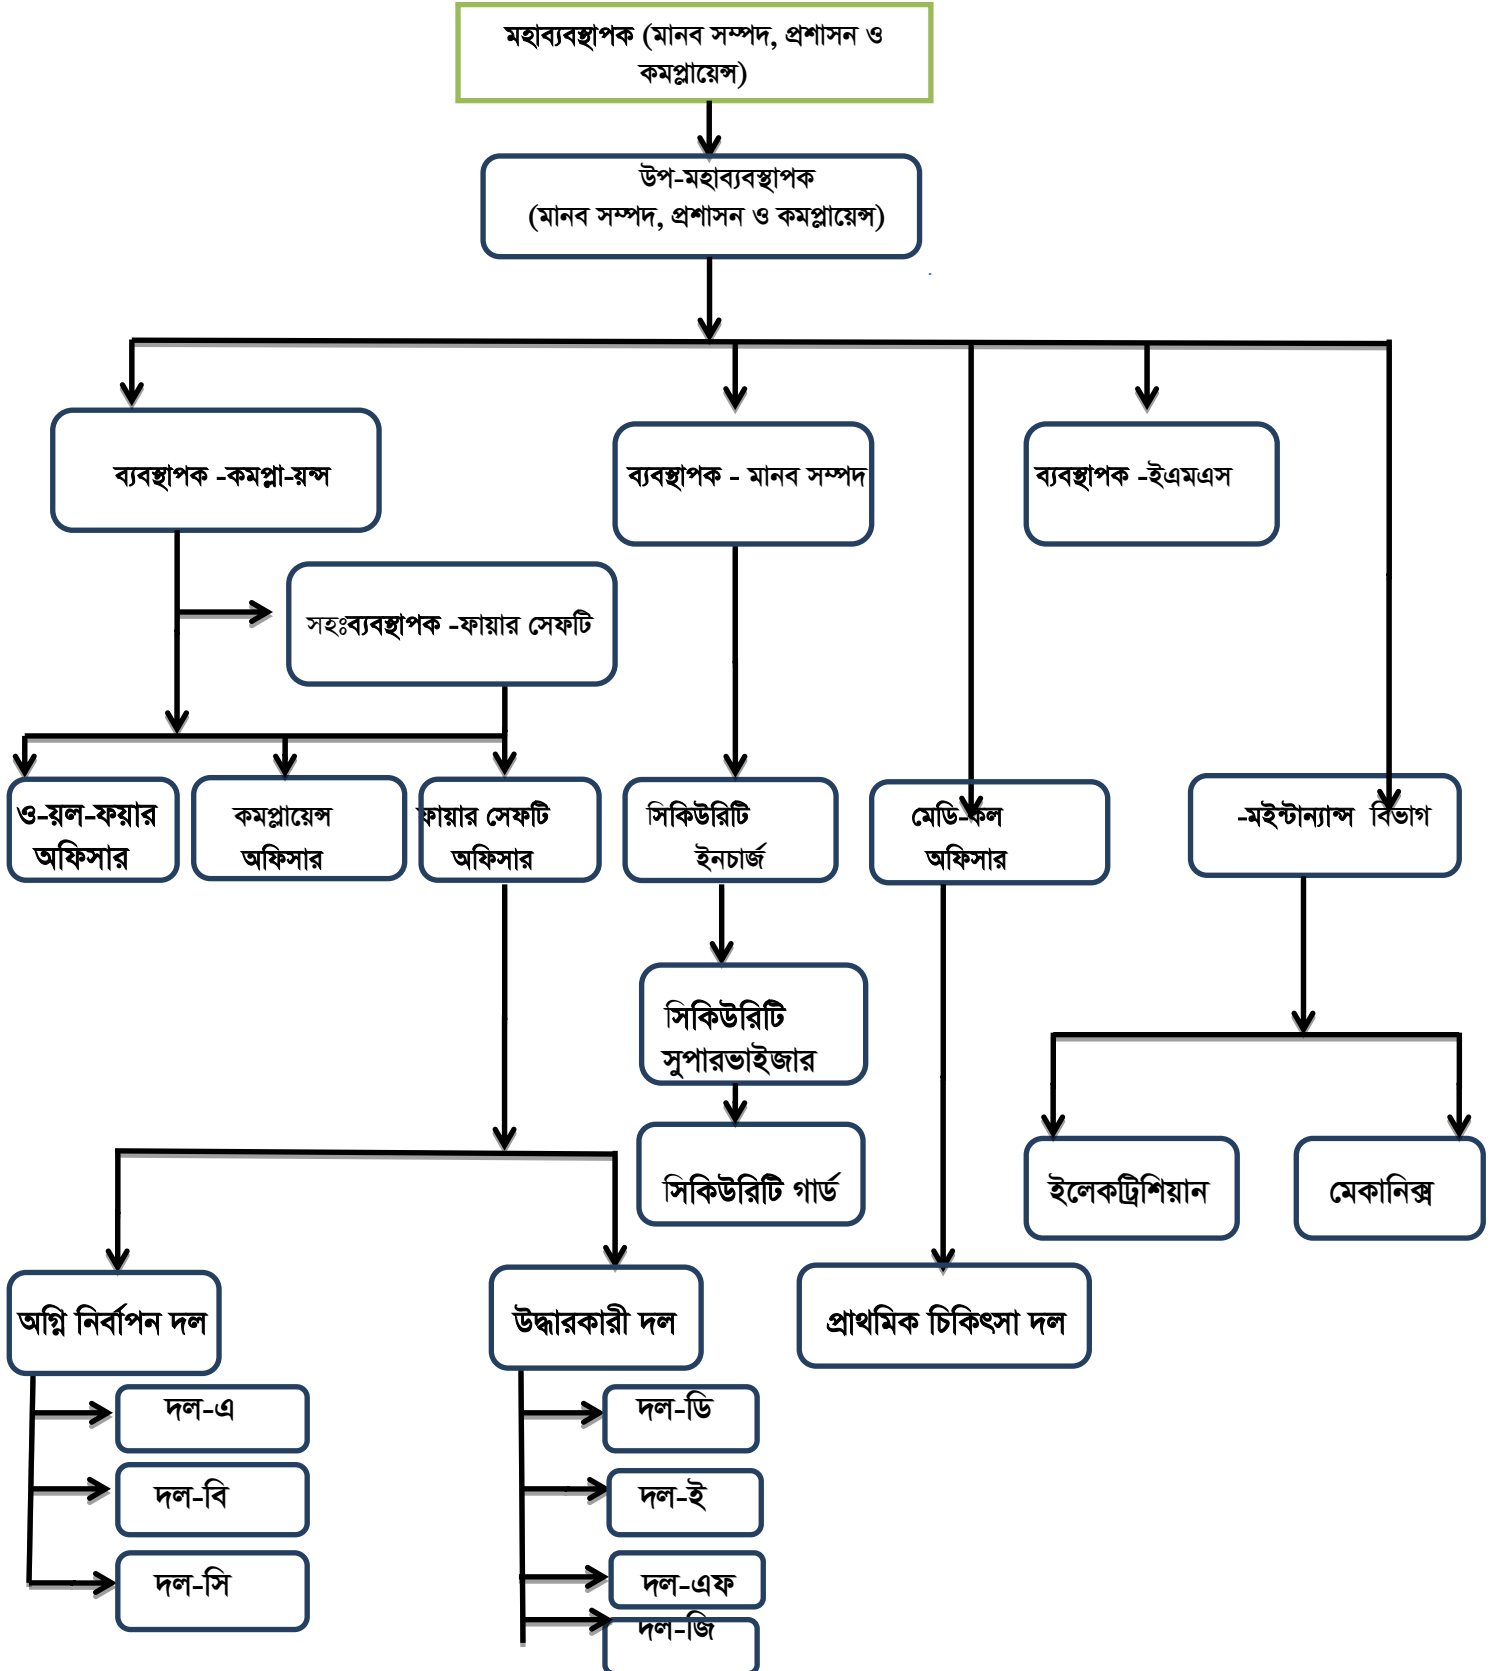 মহাব্যবস্থাপক (মানব সম্পদ, প্রশাসন ও
কমপ্লায়েন্স)
উপ-মহাব্যবস্থাপক
(মানব সম্পদ, প্রশাসন ও কমপ্লায়েন্স)
ব্যবস্থাপক -কমপ্লা-য়ন্স
ব্যবস্থাপক - মানব সম্পদ
ব্যবস্থাপক -ইএমএস
সহঃব্যবস্থাপক -ফায়ার সেফটি
ও-য়ল-ফয়ার
অফিসার
কমপ্লায়েন্স
অফিসার
ফায়ার সেফটি
অফিসার
সিকিউরিটি
ইনচার্জ
মেডি-কল
অফিসার
-মইন্টান্যান্স বিভাগ
সিকিউরিটি
সুপারভাইজার
সিকিউরিটি গার্ড
ইলেকট্রিশিয়ান
মেকানিক্স
অগ্নি নির্বাপন দল
উদ্ধারকারী দল
প্রাথমিক চিকিৎসা দল
দল-এ
দল-বি
দল-সি
দল-ডি
দল-ই
দল-এফ
দল-জি